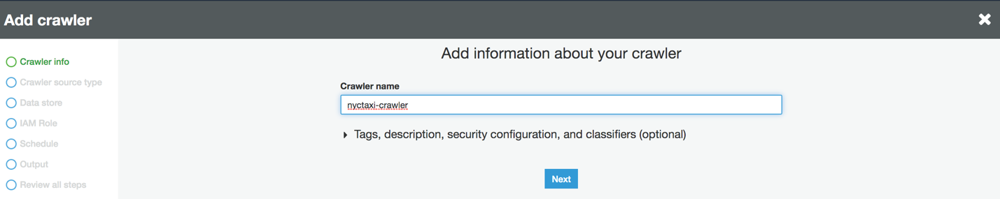 Add crawler
Crawler info
Crawler source type
Data store
IAM Role
Schedule
Output
Review all steps
Add information about your crawler
Crawler name
nyctaxi-crawler
Tags, description, security configuration, and classifiers (optional)
Next